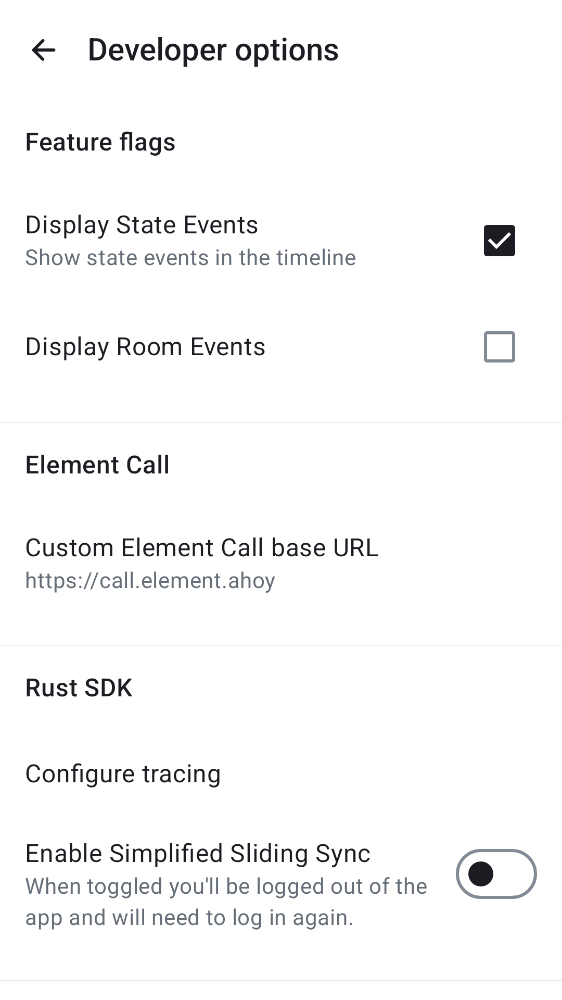 Developer options
Feature flags
Display State Events
Show state events in the timeline
Display Room Events
Element Call
Custom Element Call base URL
https://call.element.ahoy
Rust SDK
Configure tracing
Enable Simplified Sliding Sync
When toggled you'll be logged out of the
app and will need to log in again.